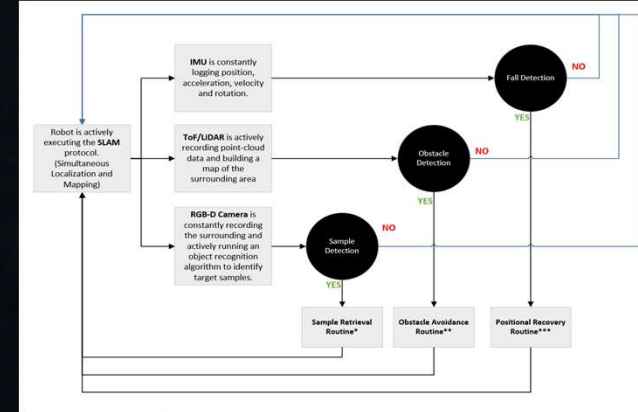 IMU is constantly
logging position,
acceleration, velocity
and rotation.
Fall Detection
NO
YES
Robot is actively
executing the SLAM
protocol.
(Simultaneous
Localization and
Mapping)
ToF/LiDAR is actively
recording point-cloud
data and building a
map of the
surrounding area
Obstacle
Detection
NO
YES
RGB-D Camera is
constantly recording
the surrounding and
actively running an
object recognition
algorithm to identify
target samples.
Sample
Detection
NO
YES
Sample Retrieval
Routine*
Obstacle Avoidance
Routine**
Positional Recovery
Routine***